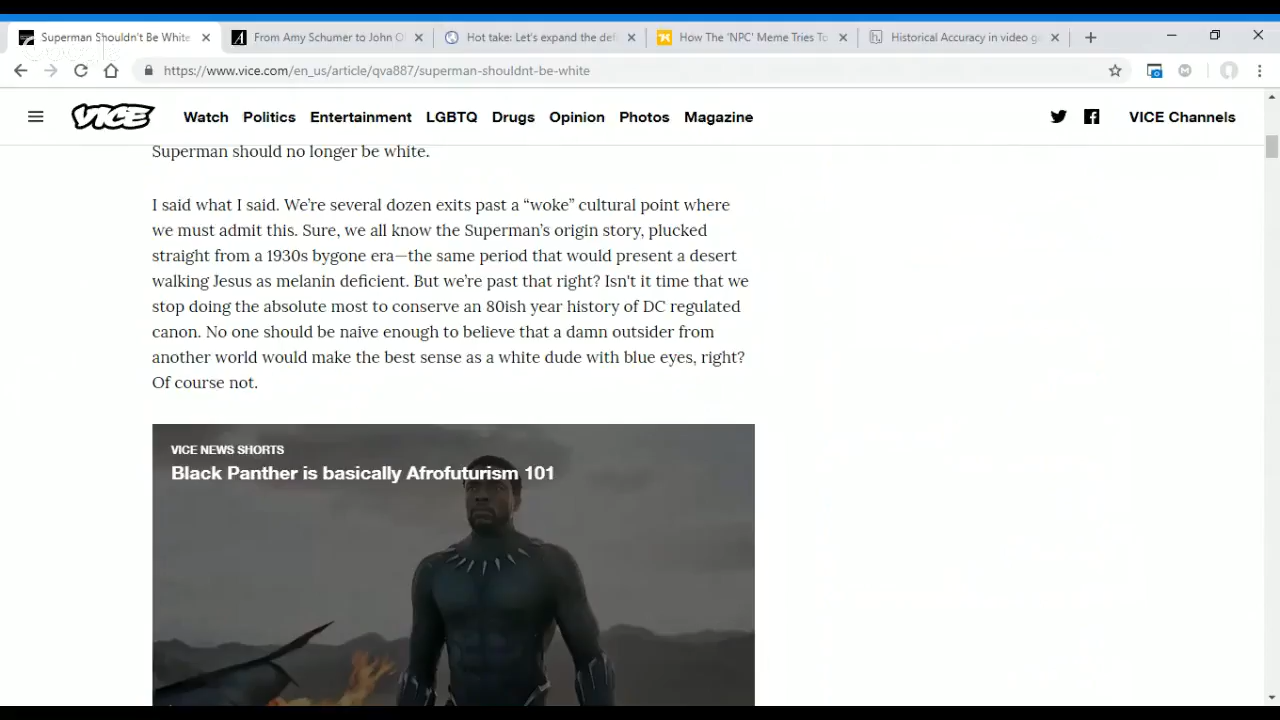 Superman Shouldn't Be White
From Amy Schumer to John O
Hot take: Let's expand the def
How The 'NPC' Meme Tries To
Historical Accuracy in video g
https://www.vice.com/en_us/article/qva887/superman-shouldnt-be-white
VICE
Watch
Politics
Entertainment
LGBTQ
Drugs
Opinion
Photos
Magazine
VICE Channels
Superman should no longer be white.
I said what I said. We’re several dozen exits past a “woke” cultural point where
we must admit this. Sure, we all know the Superman’s origin story, plucked
straight from a 1930s bygone era—the same period that would present a desert
walking Jesus as melanin deficient. But we’re past that right? Isn't it time that we
stop doing the absolute most to conserve an 80ish year history of DC regulated
canon. No one should be naive enough to believe that a damn outsider from
another world would make the best sense as a white dude with blue eyes, right?
Of course not.
VICE NEWS SHORTS
Black Panther is basically Afrofuturism 101